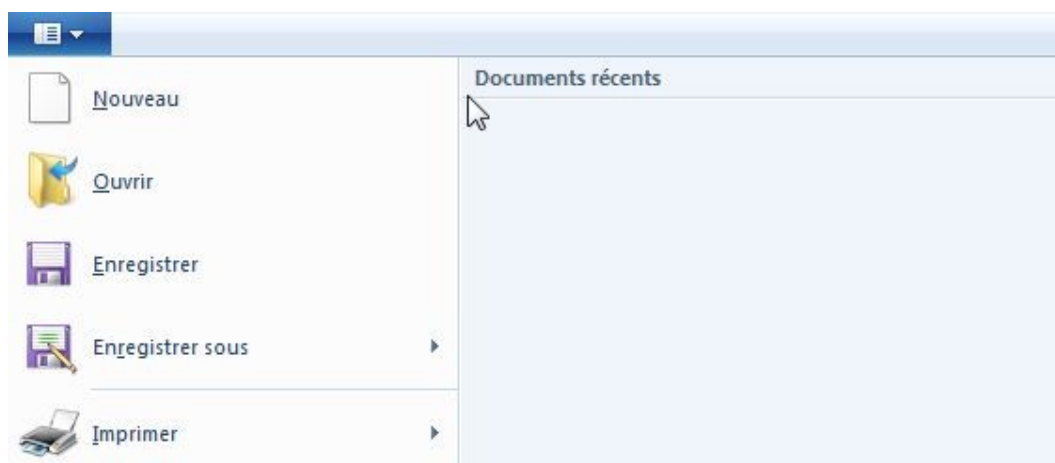 Documents récents
Nouveau
Ouvrir
Enregistrer
Enregistrer sous
Imprimer